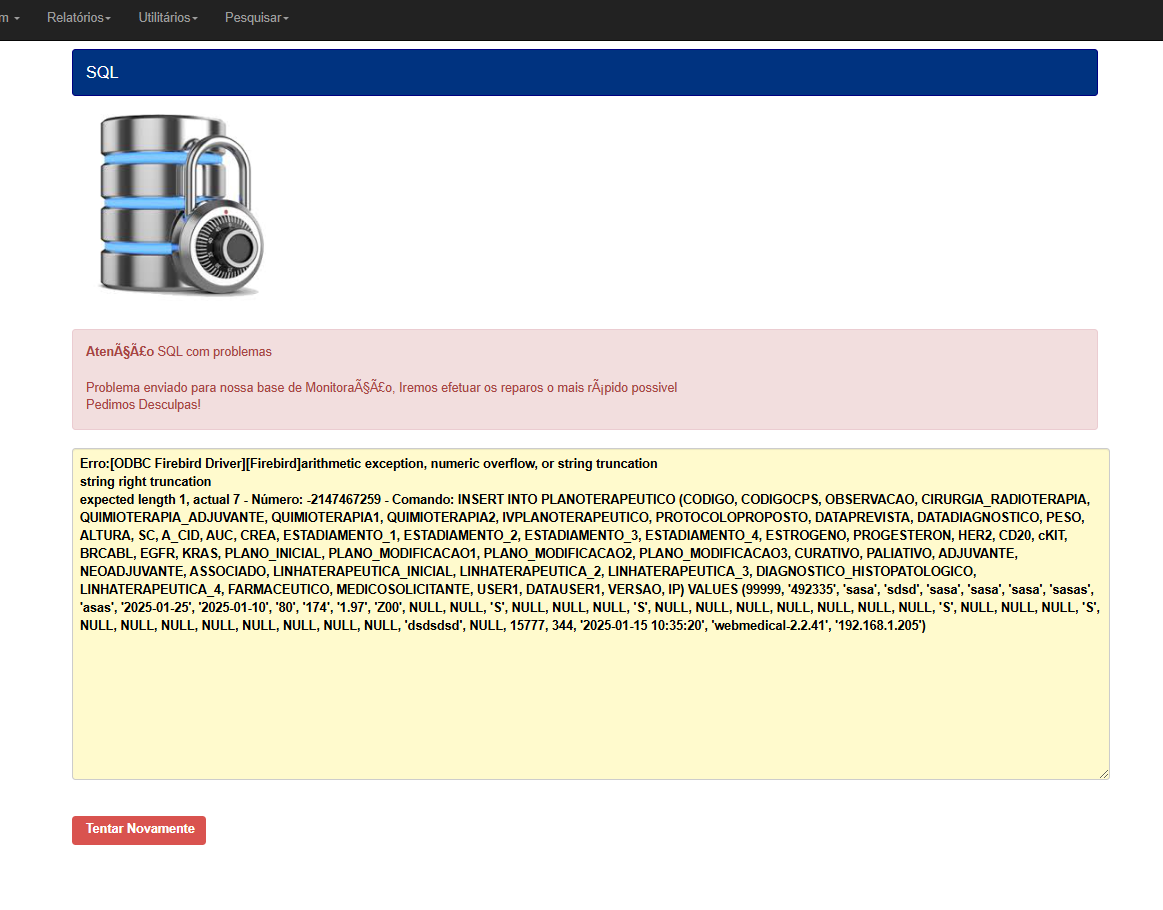 m
Relatórios
Utilitários
Pesquisar
SQL
AtenÃ§Ã£o SQL com problemas
Problema enviado para nossa base de MonitoraÃ§Ã£o, Iremos efetuar os reparos o mais rÃ¡pido possivel
Pedimos Desculpas!
Erro:[ODBC Firebird Driver][Firebird]arithmetic exception, numeric overflow, or string truncation
string right truncation
expected length 1, actual 7 - Número: -2147467259 - Comando: INSERT INTO PLANOTERAPEUTICO (CODIGO, CODIGOCPS, OBSERVACAO, CIRURGIA_RADIOTERAPIA,
QUIMIOTERAPIA_ADJUVANTE, QUIMIOTERAPIA1, QUIMIOTERAPIA2, IVPLANOTERAPEUTICO, PROTOCOLOPROPOSTO, DATAPREVISTA, DATADIAGNOSTICO, PESO,
ALTURA, SC, A_CID, AUC, CREA, ESTADIAMENTO_1, ESTADIAMENTO_2, ESTADIAMENTO_3, ESTADIAMENTO_4, ESTROGENO, PROGESTERON, HER2, CD20, cKIT,
BRCABL, EGFR, KRAS, PLANO_INICIAL, PLANO_MODIFICACAO1, PLANO_MODIFICACAO2, PLANO_MODIFICACAO3, CURATIVO, PALIATIVO, ADJUVANTE,
NEOADJUVANTE, ASSOCIADO, LINHATERAPEUTICA_INICIAL, LINHATERAPEUTICA_2, LINHATERAPEUTICA_3, DIAGNOSTICO_HISTOPATOLOGICO,
LINHATERAPEUTICA_4, FARMACEUTICO, MEDICOSOLICITANTE, USER1, DATAUSER1, VERSAO, IP) VALUES (99999, '492335', 'sasa', 'sdsd', 'sasa', 'sasa', 'sasa', 'sasas',
'asas', '2025-01-25', '2025-01-10', '80', '174', '1.97', 'Z00', NULL, NULL, 'S', NULL, NULL, NULL, 'S', NULL, NULL, NULL, NULL, NULL, NULL, NULL, 'S', NULL, NULL, NULL, 'S',
NULL, NULL, NULL, NULL, NULL, NULL, NULL, NULL, 'dsdsdsd', NULL, 15777, 344, '2025-01-15 10:35:20', 'webmedical-2.2.41', '192.168.1.205')
Tentar Novamente